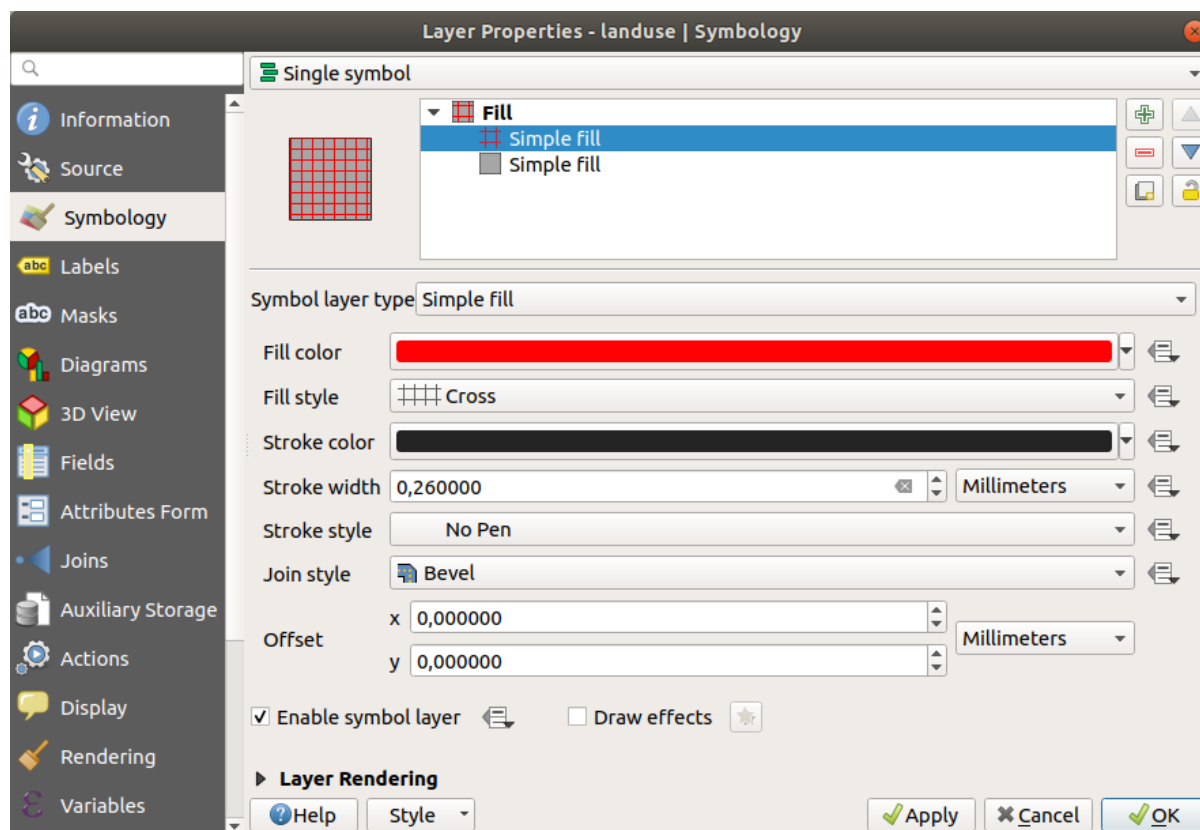 Layer Properties - landuse | Symbology
Single symbol
Information
Source
Symbology
abc Labels
abc Masks
Diagrams
3D View
Fields
Attributes Form
Joins
Auxiliary Storage
Actions
Display
Rendering
Variables
Fill
Simple fill
Simple fill
Symbol layer type Simple fill
Fill color
Fill style Cross
Stroke color
Stroke width 0,260000 Millimeters
Stroke style No Pen
Join style Bevel
Offset x 0,000000 Millimeters
y 0,000000
Enable symbol layer Draw effects
Layer Rendering
Help Style Apply Cancel OK